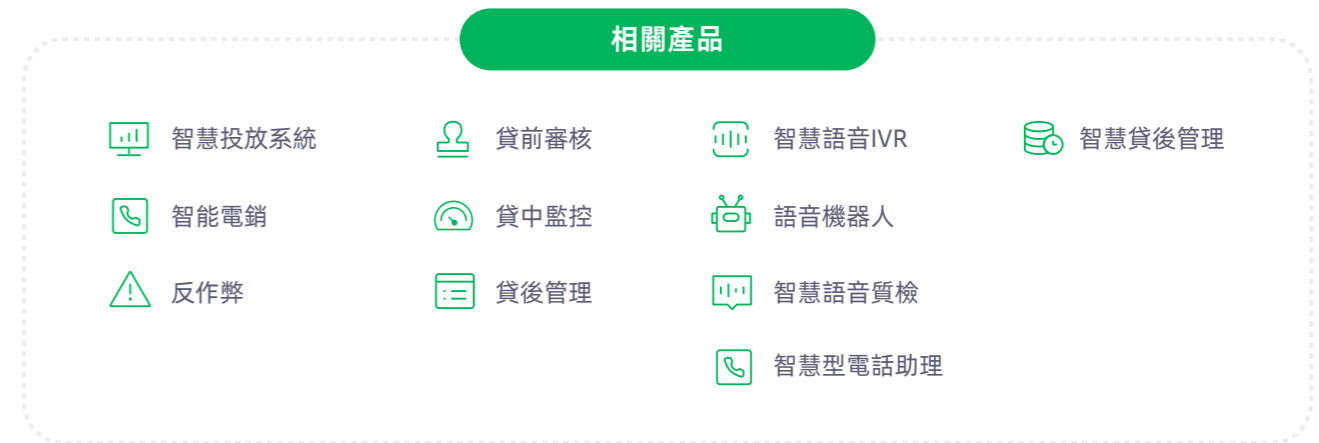 相關產品
智慧投放系統
貸前審核
智慧語音IVR
智慧貸後管理
智能電銷
貸中監控
語音機器人
反作弊
貸後管理
智慧語音質檢
智慧型電話助理